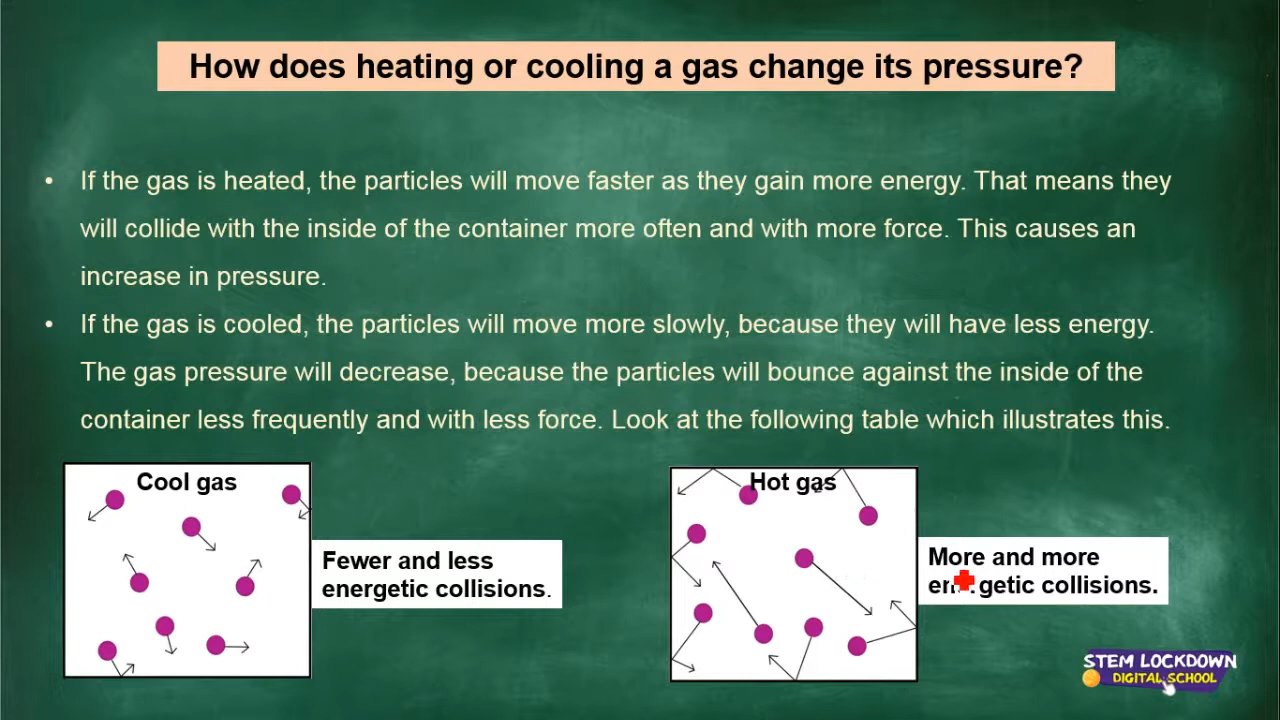 How does heating or cooling a gas change its pressure?
• If the gas is heated, the particles will move faster as they gain more energy. That means they
will collide with the inside of the container more often and with more force. This causes an
increase in pressure.
• If the gas is cooled, the particles will move more slowly, because they will have less energy.
The gas pressure will decrease, because the particles will bounce against the inside of the
container less frequently and with less force. Look at the following table which illustrates this.
Cool gas
Fewer and less
energetic collisions.
Hot gas
More and more
collisions.
STEM LOCKDOWN
DIGITAL SCHOOL